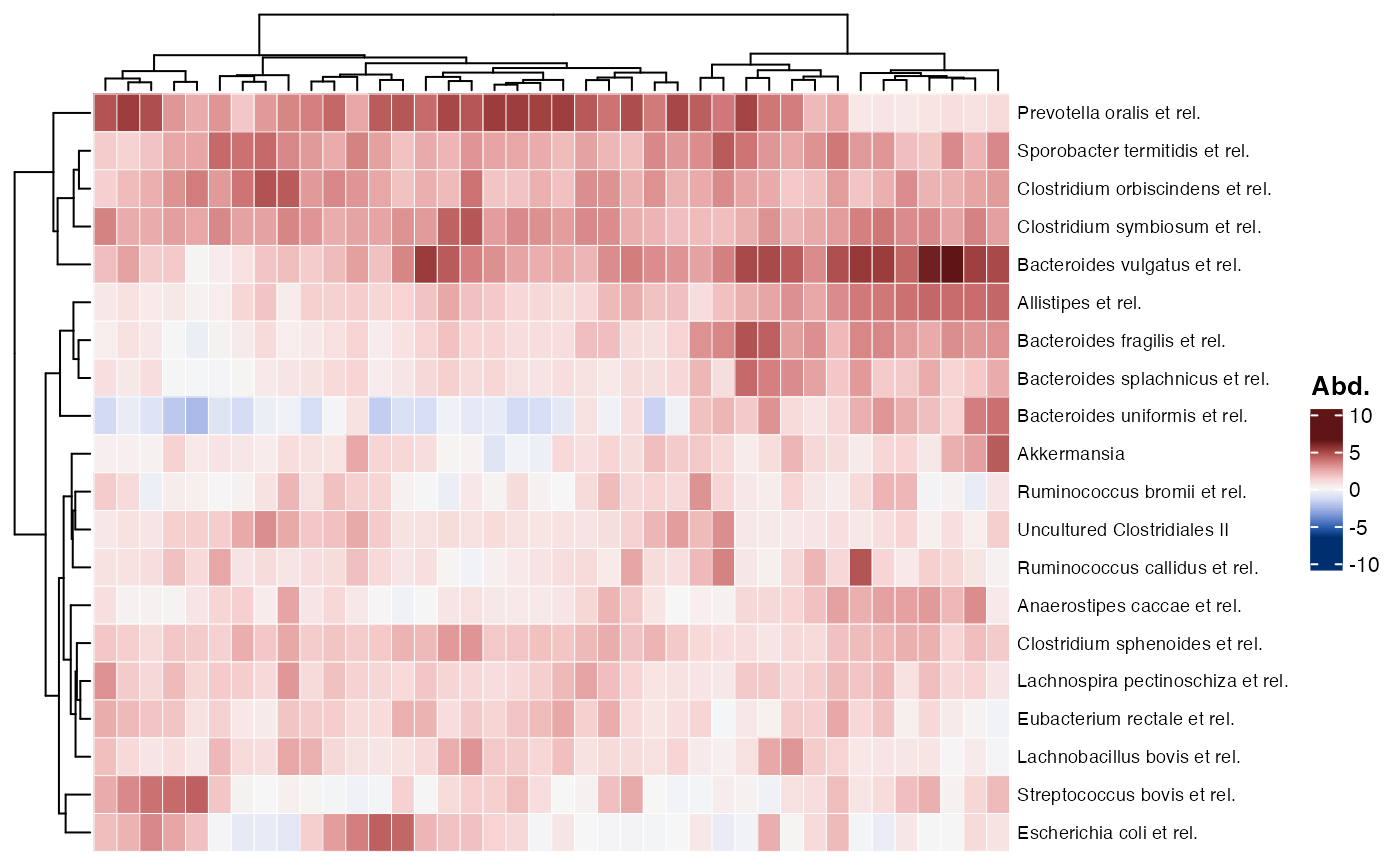 Prevotella oralis et rel.
Sporobacter termitidis et rel.
Clostridium orbiscindens et rel.
Clostridium symbiosum et rel.
Bacteroides vulgatus et rel.
Allistipes et rel.
Bacteroides fragilis et rel.
Bacteroides splachnicus et rel.
Bacteroides uniformis et rel.
Akkermansia
Ruminococcus bromii et rel.
Uncultured Clostridiales II
Ruminococcus callidus et rel.
Anaerostipes caccae et rel.
Clostridium sphenoides et rel.
Lachnospira pectinoschiza et rel.
Eubacterium rectale et rel.
Lachnobacillus bovis et rel.
Streptococcus bovis et rel.
Escherichia coli et rel.
Abd.
10
5
0
-5
-10